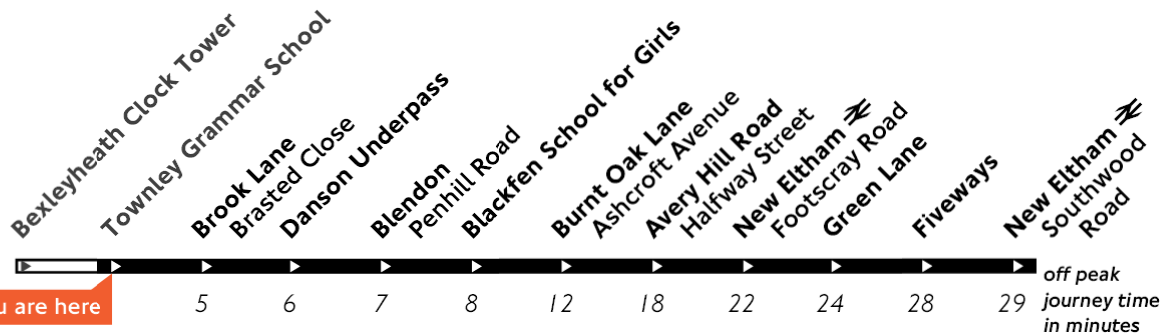 Bexleyheath Clock Tower
Townley Grammar School
Brook Lane
Brasted Close
Danson Underpass
Blendon
Penhill Road
Blackfen School for Girls
Burnt Oak Lane
Ashcroft Avenue
Avery Hill Road
Halfway Street
New Eltham
Footscray Road
Green Lane
Fiveways
New Eltham
Southwood
Road
are here
5 6 7 8 12 18 22 24 28 29
off peak
journey time
in minutes